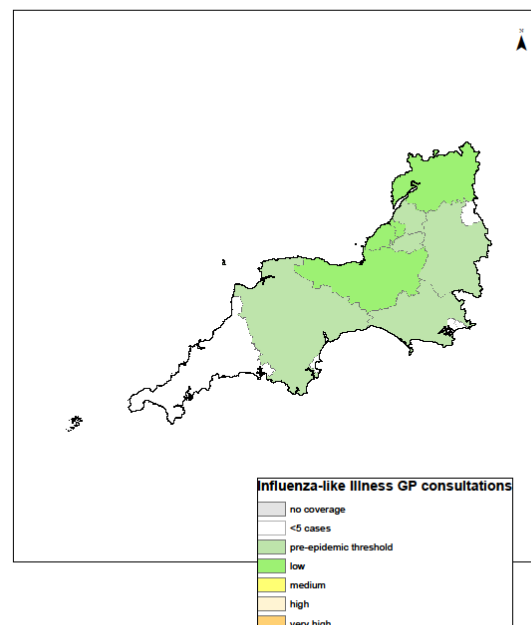 N
Influenza-like Illness GP consultations
no coverage
<5 cases
pre-epidemic threshold
low
medium
high
very high